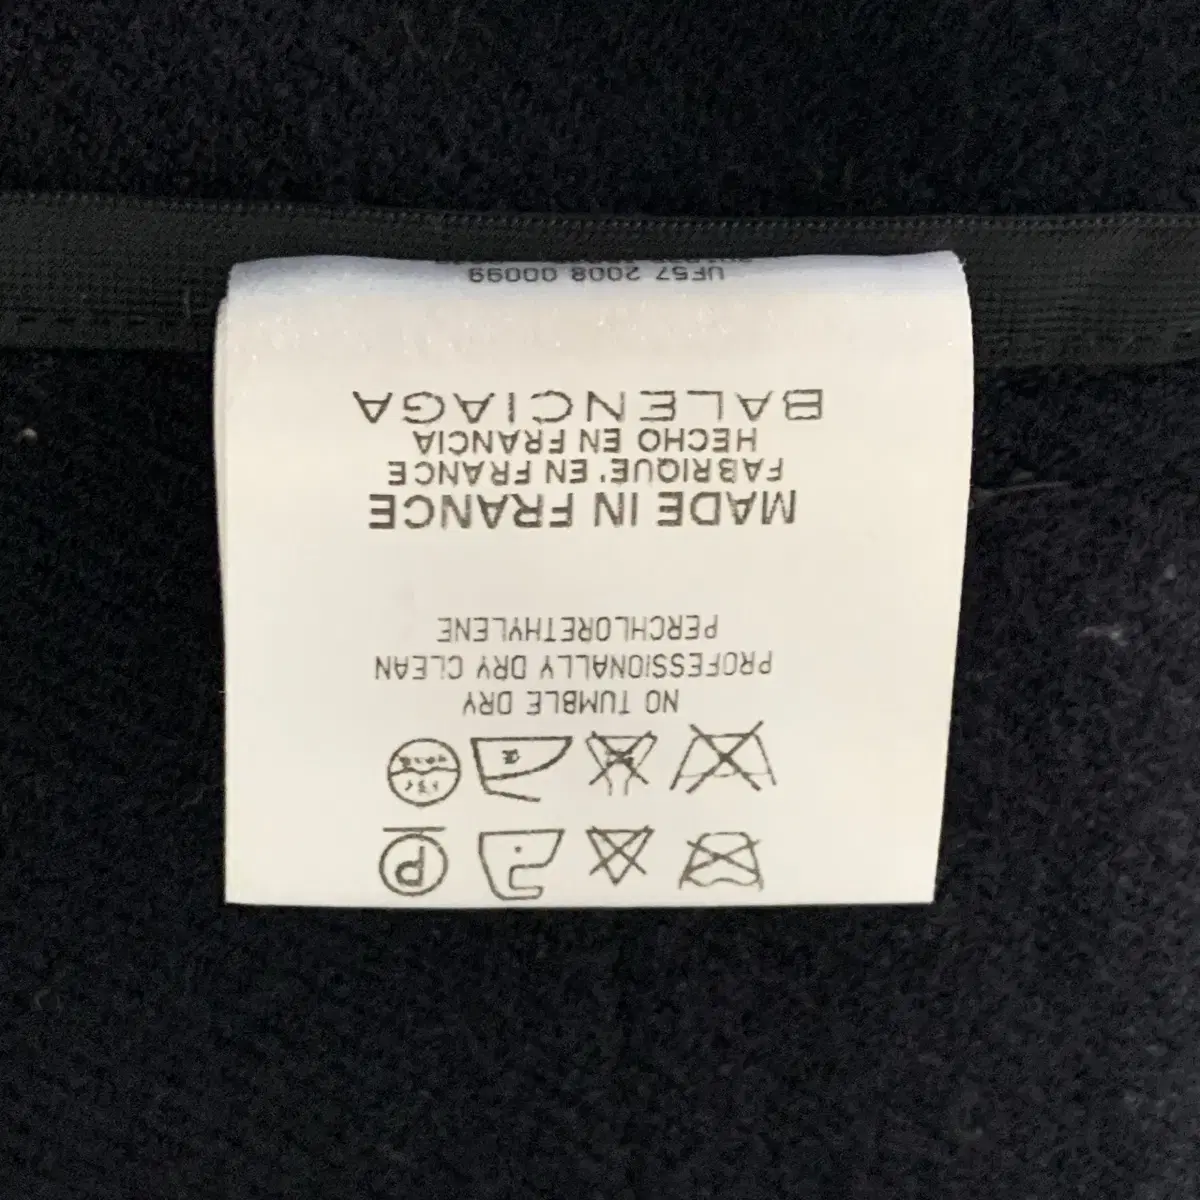 P
低
NO TUMBLE DRY
PROFESSIONALLY DRY CLEAN
PERCHLORETHYLENE
MADE IN FRANCE
FABRIQUE' EN FRANCE
HECHO EN FRANCIA
BALENCIAGA
UF57 2008 00099